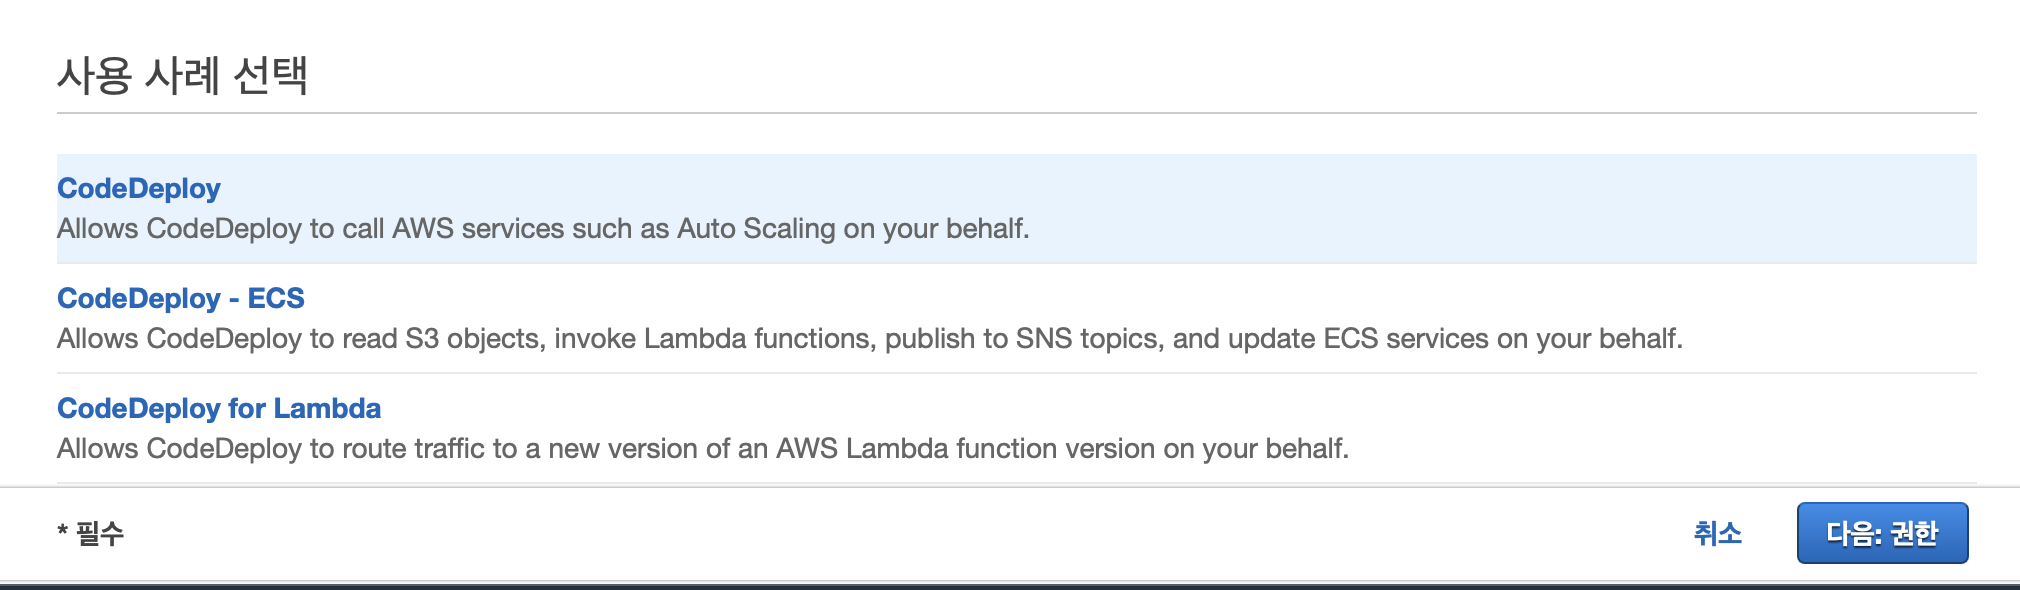 사용 사례 선택
CodeDeploy
Allows CodeDeploy to call AWS services such as Auto Scaling on your behalf.
CodeDeploy - ECS
Allows CodeDeploy to read S3 objects, invoke Lambda functions, publish to SNS topics, and update ECS services on your behalf.
CodeDeploy for Lambda
Allows CodeDeploy to route traffic to a new version of an AWS Lambda function version on your behalf.
* 필수
취소
다음: 권한